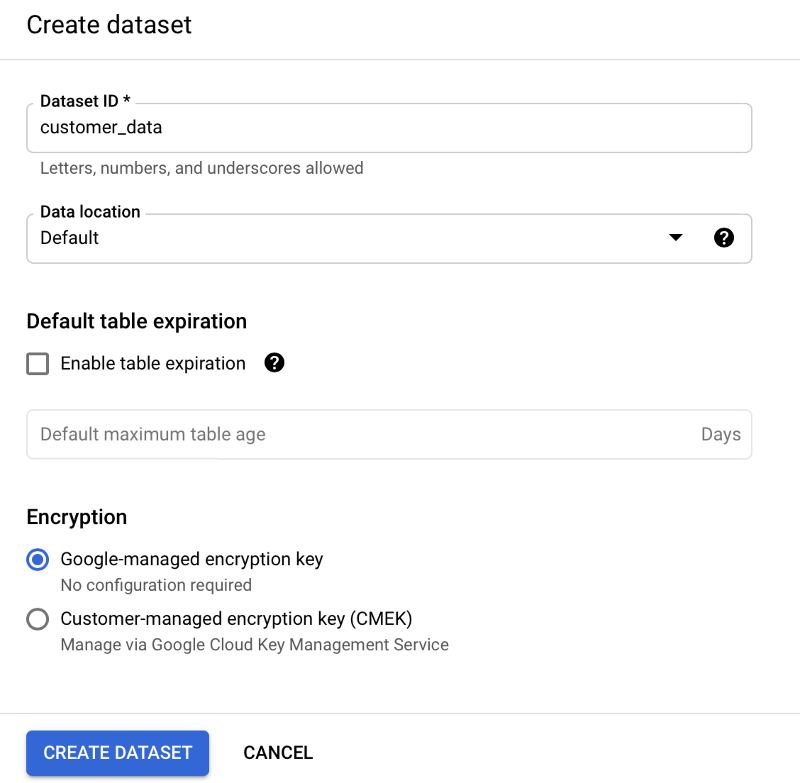 Create dataset
Dataset ID *
customer_data
Letters, numbers, and underscores allowed
Data location
Default
Default table expiration
Enable table expiration
Default maximum table age Days
Encryption
Google-managed encryption key
No configuration required
Customer-managed encryption key (CMEK)
Manage via Google Cloud Key Management Service
CREATE DATASET CANCEL